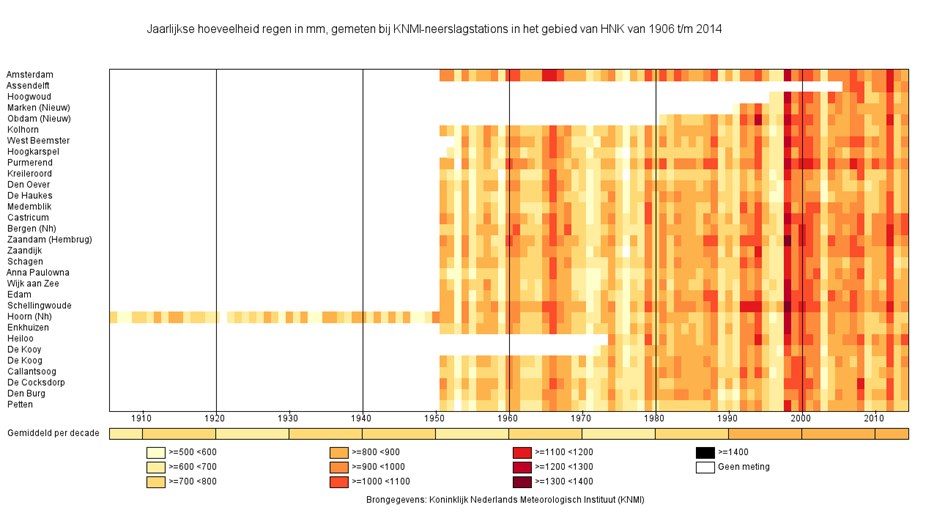 Jaarlijkse hoeveelheid regen in mm, gemeten bij KNMI-neerslagstations in het gebied van HNK van 1906 t/m 2014
Amsterdam
Assendelft
Hoogwoud
Marken (Nieuw)
Obdam (Nieuw)
Kolhorn
West Beemster
Hoogkarspel
Purmerend
Kreileroord
Den Oever
De Haukes
Medemblik
Castricum
Bergen (Nh)
Zaandam (Hembrug)
Zaandijk
Schagen
Anna Paulowna
Wijk aan Zee
Edam
Schellingwoude
Hoorn (Nh)
Enkhuizen
Heiloo
De Kooy
De Koog
Callantsoog
De Cocksdorp
Den Burg
Petten
1910 1920 1930 1940 1950 1960 1970 1980 1990 2000 2010
Gemiddeld per decade
>=500 <600 >=800 <900 >=1100 <1200 >=1400
>=600 <700 >=900 <1000 >=1200 <1300 Geen meting
>=700 <800 >=1000 <1100 >=1300 <1400
Brongegevens: Koninklijk Nederlands Meteorologisch Instituut (KNMI)